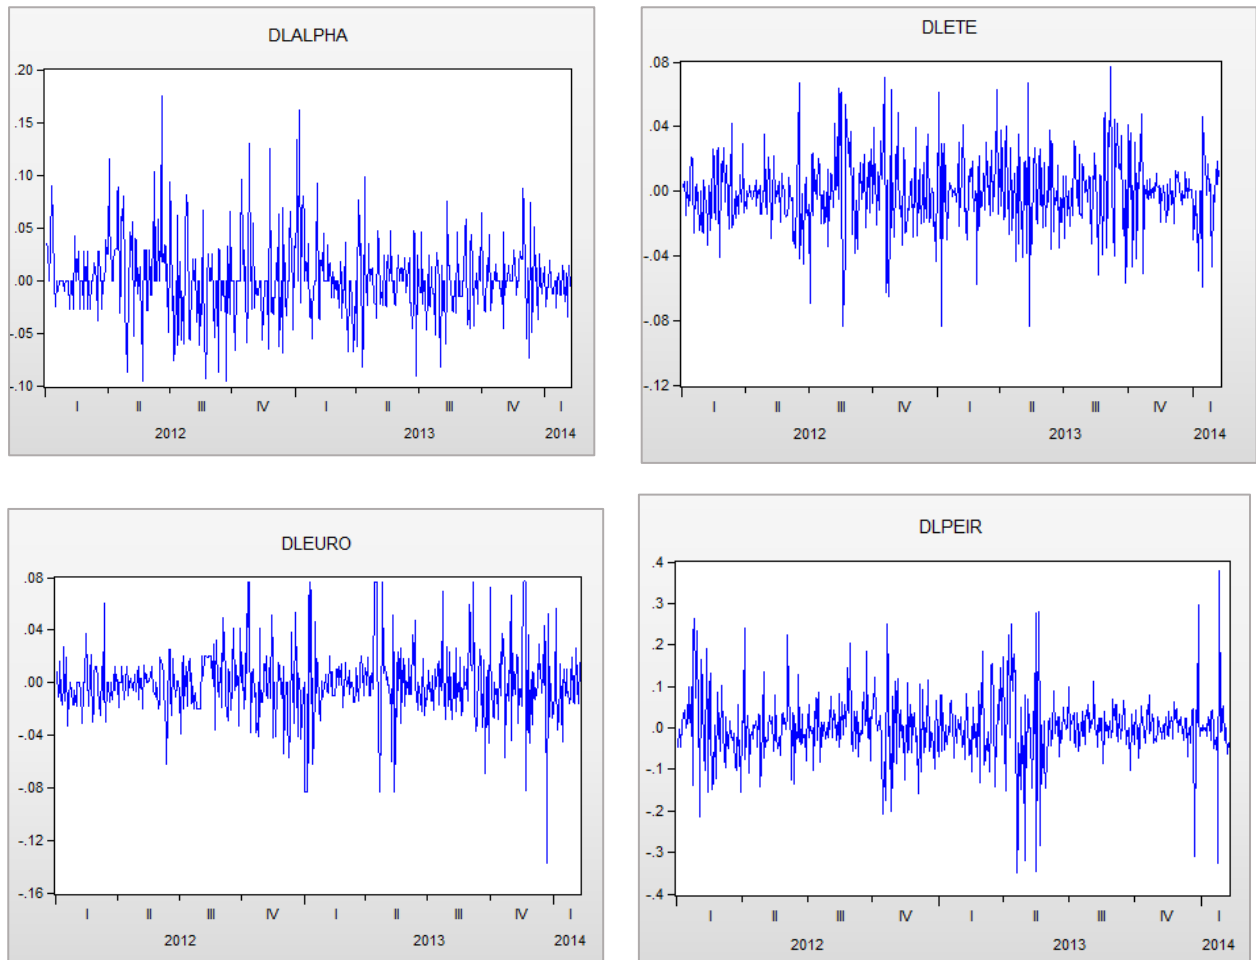 DLALPHA
.20
.15
.10
.05
.00
-.05
-.10
I II III IV I II III IV I
2012 2013 2014
DLETE
.08
.04
.00
-.04
-.08
-.12
I II III IV I II III IV I
2012 2013 2014
DLEURO
.08
.04
.00
-.04
-.08
-.12
-.16
I II III IV I II III IV I
2012 2013 2014
DLPEIR
.4
.3
.2
.1
.0
-.1
-.2
-.3
-.4
I II III IV I II III IV I
2012 2013 2014